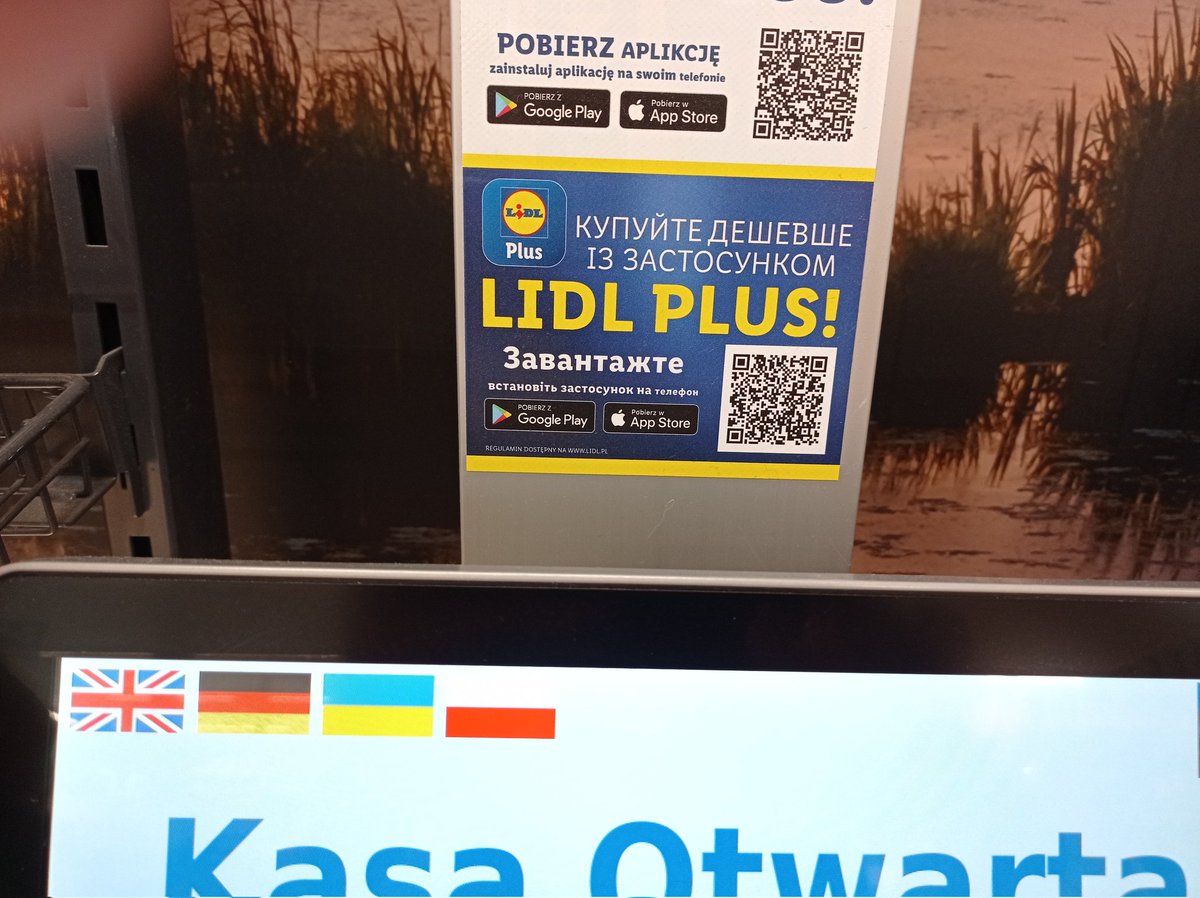 POBIERZ APLIKCJĘ
zainstaluj aplikację na swoim telefonie
POBIERZ Z
Google Play
Pobierz w
App Store
LIDL
Plus
КУПУЙТЕ ДЕШЕВШЕ
ІЗ ЗАСТОСУНКОМ
LIDL PLUS!
Завантажте
встановіть застосунок на телефон
POBIERZ Z
Google Play
Pobierz w
App Store
REGULAMIN DOSTĘPNY NA WWW.LIDL.PL
Kasa Otwarta